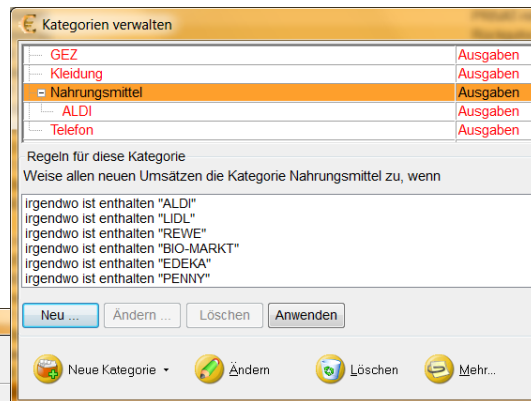 Kategorien verwalten
GEZ Ausgaben
Kleidung Ausgaben
Nahrungsmittel Ausgaben
ALDI Ausgaben
Telefon Ausgaben
Regeln für diese Kategorie
Weise allen neuen Umsätzen die Kategorie Nahrungsmittel zu, wenn
irgendwo ist enthalten "ALDI"
irgendwo ist enthalten "LIDL"
irgendwo ist enthalten "REWE"
irgendwo ist enthalten "BIO-MARKT"
irgendwo ist enthalten "EDEKA"
irgendwo ist enthalten "PENNY"
Neu ... Ändern ... Löschen Anwenden
Neue Kategorie Ändern Löschen Mehr...